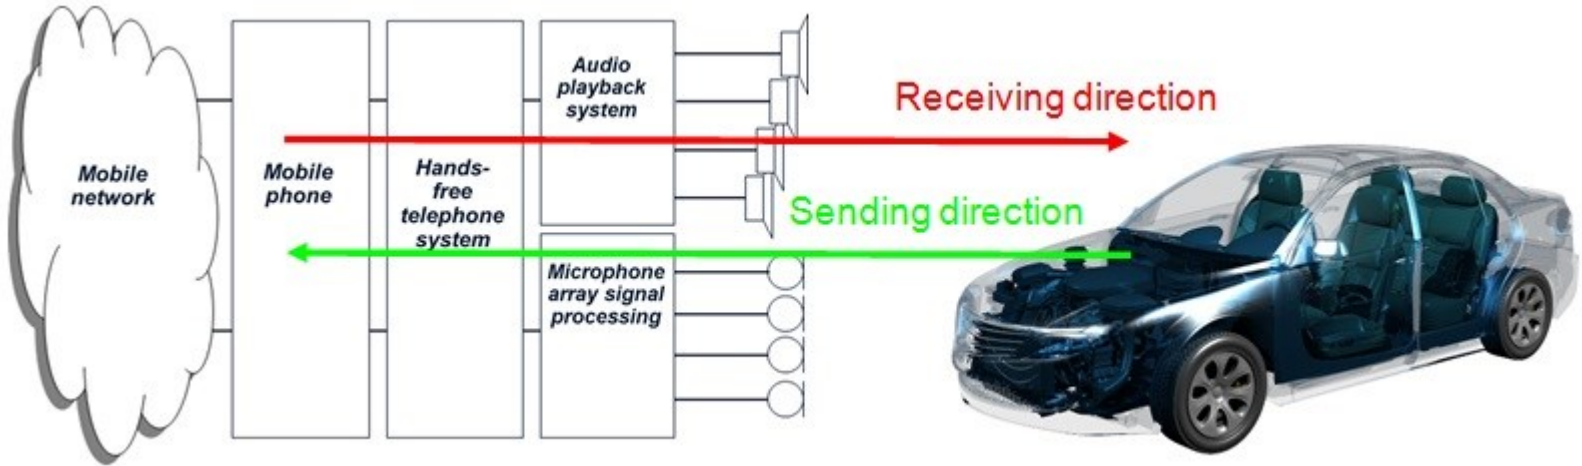 Mobile
network
Mobile
phone
Hands-
free
telephone
system
Audio
playback
system
Microphone
array signal
processing
Receiving direction
Sending direction